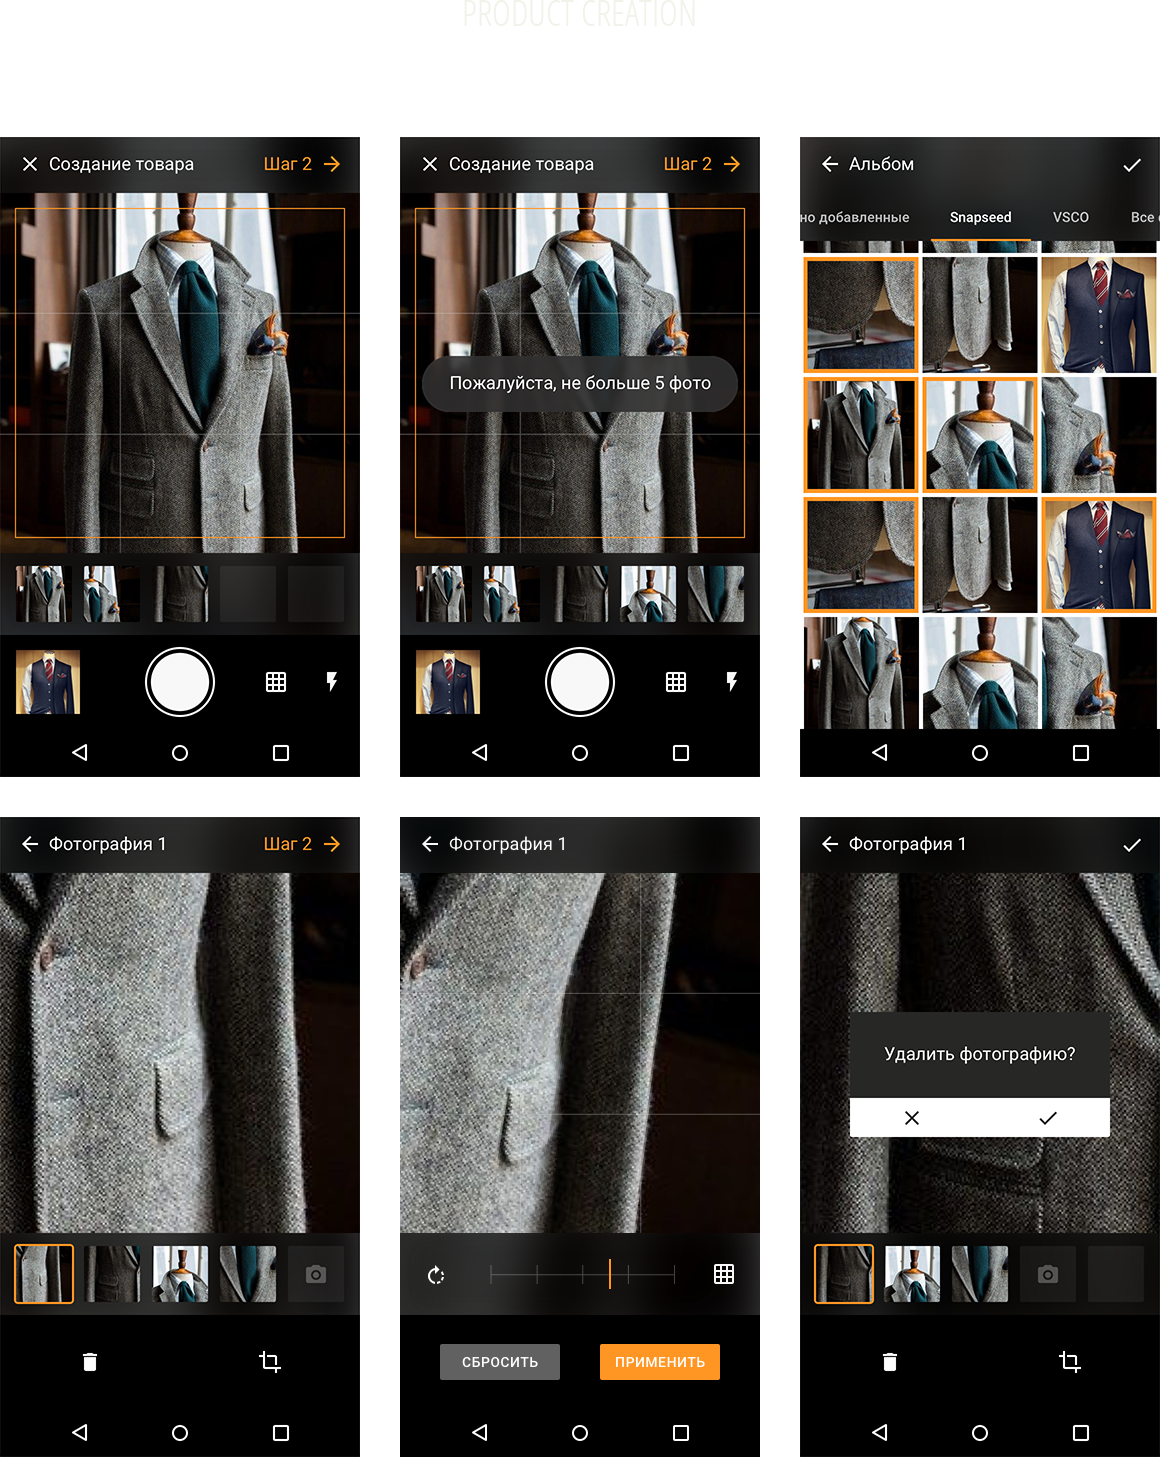 PRODUCT CREATION
Создание товара
Шаг 2
Создание товара
Шаг 2
Пожалуйста, не больше 5 фото
Альбом
но добавленные
Snapseed
VSCO
Все
Фотография 1
Шаг 2
Фотография 1
СБРОСИТЬ
ПРИМЕНИТЬ
Фотография 1
Удалить фотографию?